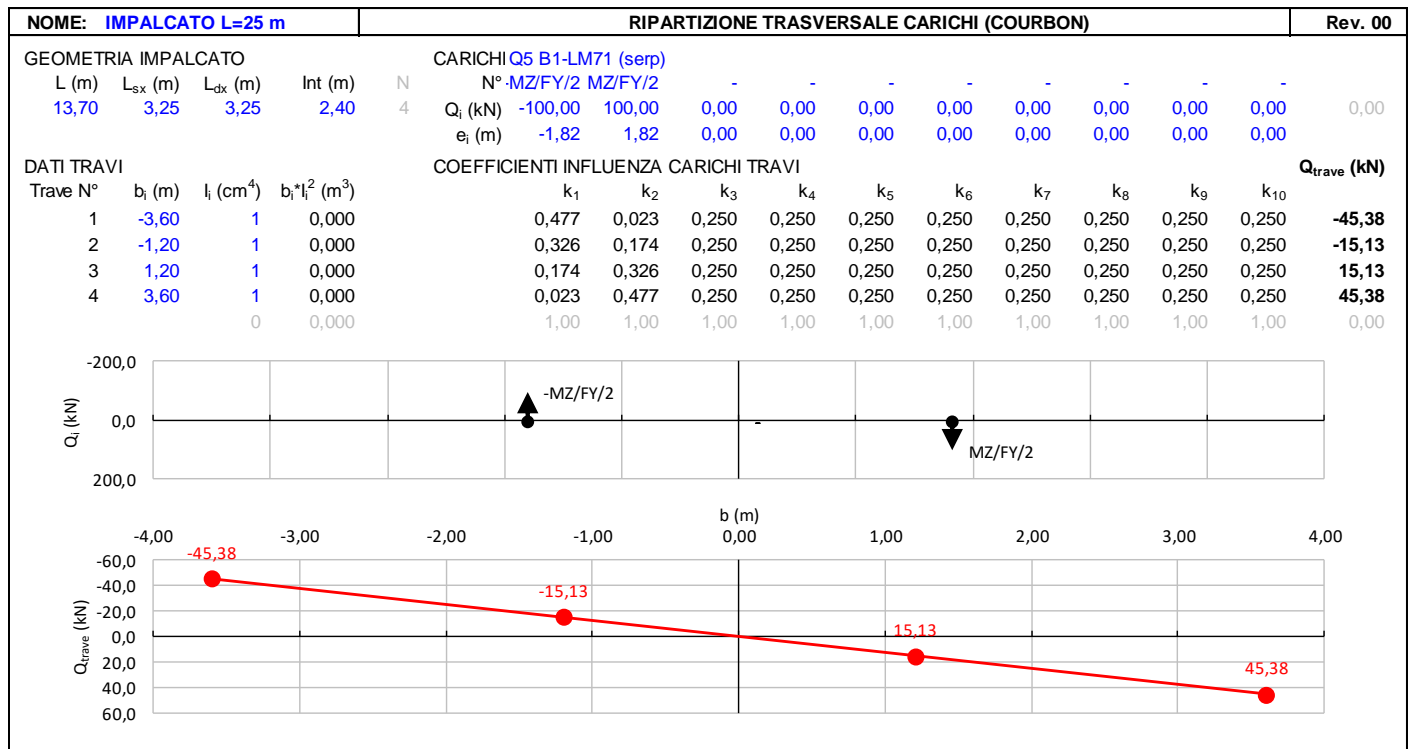 NOME: IMPALCATO L=25 m RIPARTIZIONE TRASVERSALE CARICHI (COURBON) Rev. 00
GEOMETRIA IMPALCATO CARICHI Q5 B1-LM71 (serp)
L (m) Lsx (m) Ldx (m) Int (m) N N° -MZ/FY/2 MZ/FY/2 - - - - - - - -
13,70 3,25 3,25 2,40 4 Qi (kN) -100,00 100,00 0,00 0,00 0,00 0,00 0,00 0,00 0,00 0,00 0,00
ei (m) -1,82 1,82 0,00 0,00 0,00 0,00 0,00 0,00 0,00 0,00
DATI TRAVI COEFFICIENTI INFLUENZA CARICHI TRAVI Qtrave (kN)
Trave N° bi (m) Ii (cm4) bi*Ii2 (m3) k1 k2 k3 k4 k5 k6 k7 k8 k9 k10
1 -3,60 1 0,000 0,477 0,023 0,250 0,250 0,250 0,250 0,250 0,250 0,250 0,250 -45,38
2 -1,20 1 0,000 0,326 0,174 0,250 0,250 0,250 0,250 0,250 0,250 0,250 0,250 -15,13
3 1,20 1 0,000 0,174 0,326 0,250 0,250 0,250 0,250 0,250 0,250 0,250 0,250 15,13
4 3,60 1 0,000 0,023 0,477 0,250 0,250 0,250 0,250 0,250 0,250 0,250 0,250 45,38
0 0,000 1,00 1,00 1,00 1,00 1,00 1,00 1,00 1,00 1,00 1,00 0,00
-200,0
-MZ/FY/2
0,0
-
MZ/FY/2
200,0
Qi (kN)
b (m)
-4,00 -3,00 -2,00 -1,00 0,00 1,00 2,00 3,00 4,00
-60,0
-45,38
-40,0
-15,13
-20,0
0,0
15,13
20,0
45,38
40,0
60,0
Qtrave (kN)